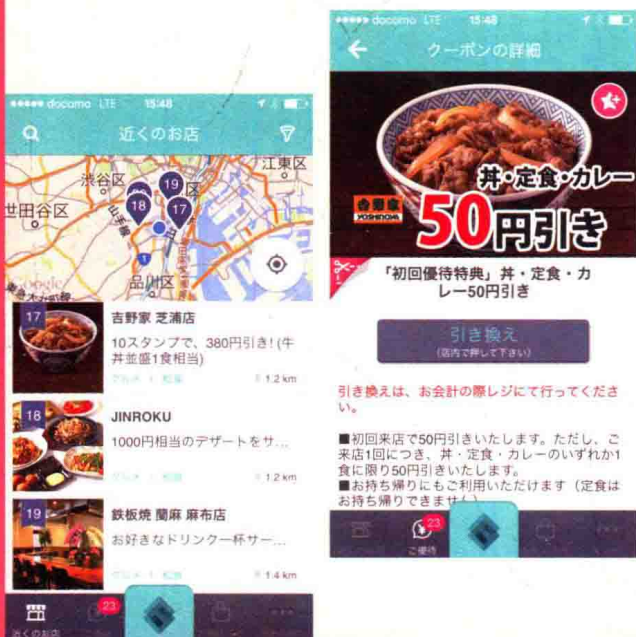 docomo LTE 15:48
近くのお店
渋谷区
江東区
世田谷区
山手線
品川区
Google
19
18
17
1
17
吉野家 芝浦店
10スタンプで、380円引き!(牛
丼並盛1食相当)
1.2 km
18
JINROKU
1000円相当のデザートをサ...
1.2 km
19
鉄板焼 蘭麻 麻布店
お好きなドリンク一杯サー...
1.4 km
23
近くのお店
docomo LTE 15:48
クーポンの詳細
丼・定食・カレー
吉野家
YOSHINOYA
50円引き
「初回優待特典」丼・定食・カ
レー50円引き
引き換え
(店内で押して下さい)
引き換えは、お会計の際レジにて行ってくださ
い。
■初回来店で50円引きいたします。ただし、ご
来店1回につき、丼・定食・カレーのいずれか1
食に限り50円引きいたします。
■お持ち帰りにもご利用いただけます(定食は
お持ち帰りできません)
23
ご優待